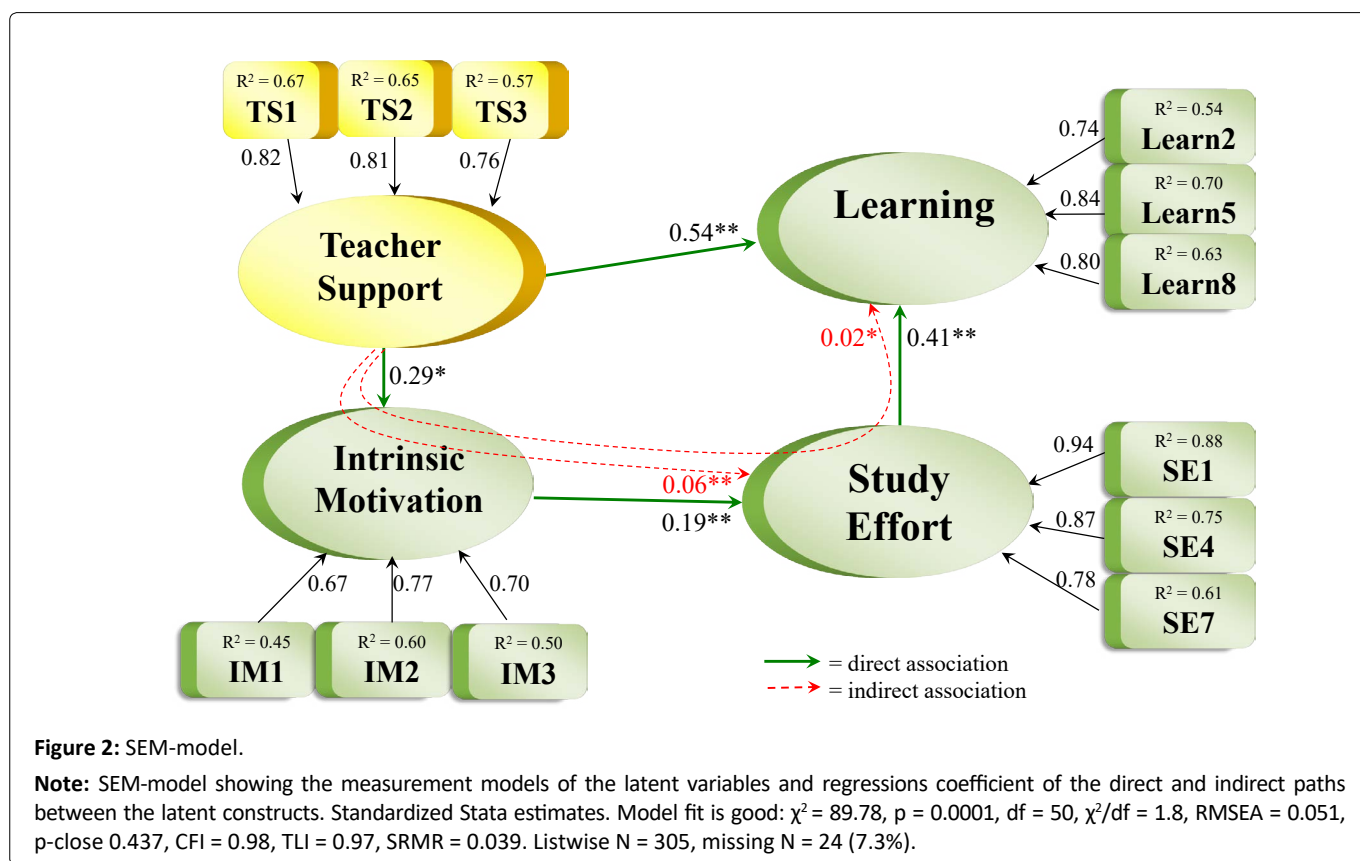 R² = 0.67
TS1
R² = 0.65
TS2
R² = 0.57
TS3
0.82
0.81
0.76
Teacher
Support
Learning
0.74
0.84
0.80
R² = 0.54
Learn2
R² = 0.70
Learn5
R² = 0.63
Learn8
0.54**
0.29*
0.02*
0.41**
Intrinsic
Motivation
0.06**
0.19**
Study
Effort
0.94
0.87
0.78
R² = 0.88
SE1
R² = 0.75
SE4
R² = 0.61
SE7
0.67
0.77
0.70
R² = 0.45
IM1
R² = 0.60
IM2
R² = 0.50
IM3
= direct association
= indirect association
Figure 2: SEM-model.
Note: SEM-model showing the measurement models of the latent variables and regressions coefficient of the direct and indirect paths
between the latent constructs. Standardized Stata estimates. Model fit is good: χ² = 89.78, p = 0.0001, df = 50, χ²/df = 1.8, RMSEA = 0.051,
p-close 0.437, CFI = 0.98, TLI = 0.97, SRMR = 0.039. Listwise N = 305, missing N = 24 (7.3%).